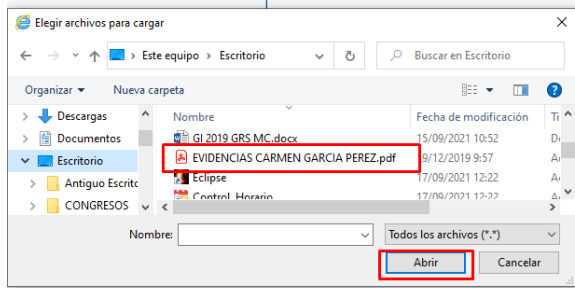 Elegir archivos para cargar
Este equipo > Escritorio
Buscar en Escritorio
Organizar
Nueva carpeta
Descargas
Documentos
Escritorio
Antiguo Escrito
CONGRESOS
Nombre Fecha de modificación
GI 2019 GRS MC.docx 15/09/2021 10:52
EVIDENCIAS CARMEN GARCIA PEREZ.pdf 9/12/2019 9:57
Eclipse 17/09/2021 12:22
Control_Horario 17/09/2021 12:22
Nombre: Todos los archivos (*.*)
Abrir Cancelar